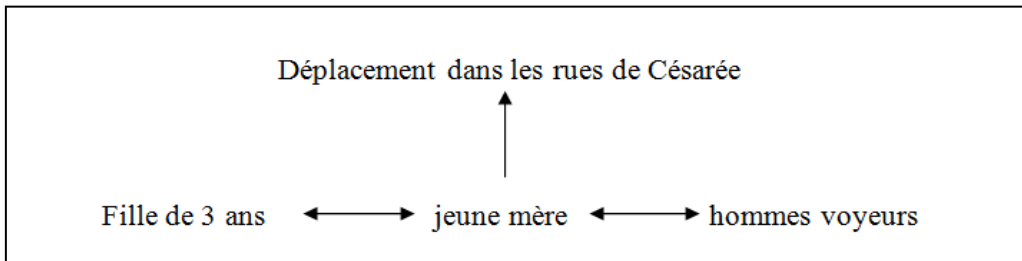 Déplacement dans les rues de Césarée
Fille de 3 ans jeune mère hommes voyeurs